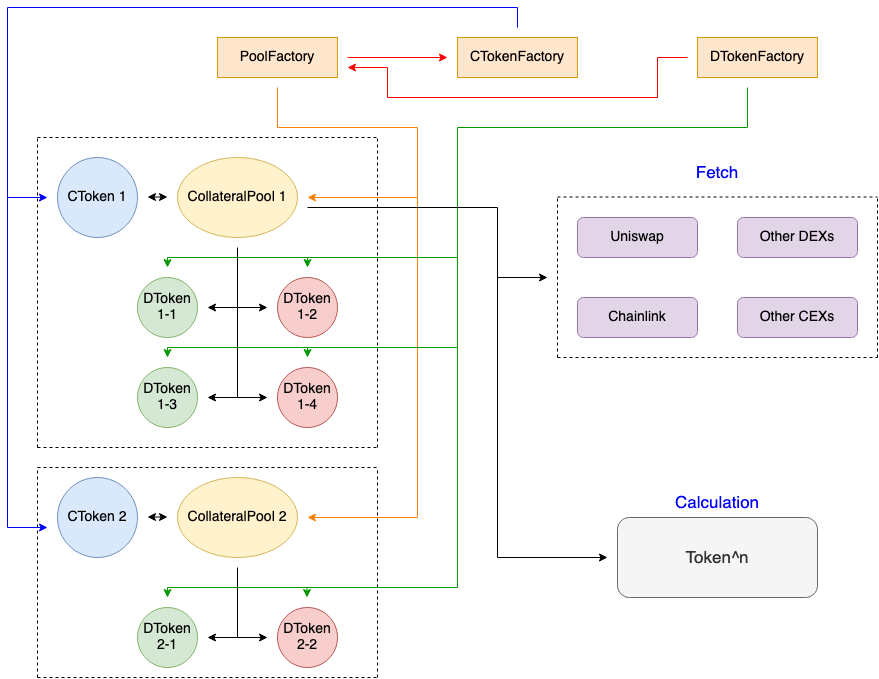 PoolFactory
CTokenFactory
DTokenFactory
CToken 1
CollateralPool 1
DToken
1-1
DToken
1-2
DToken
1-3
DToken
1-4
CToken 2
CollateralPool 2
DToken
2-1
DToken
2-2
Fetch
Uniswap
Other DEXs
Chainlink
Other CEXs
Calculation
Token^n